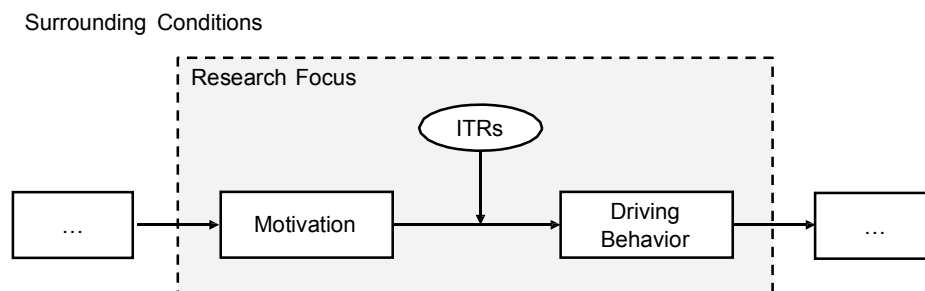 Surrounding Conditions
Research Focus
ITRs
...
Motivation
Driving
Behavior
...